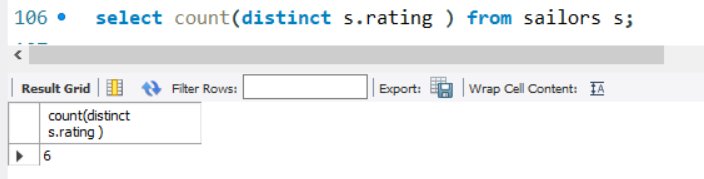 106 select count(distinct s.rating ) from sailors s;
Result Grid Filter Rows: Export: Wrap Cell Content: IA
count(distinct
s.rating )
6